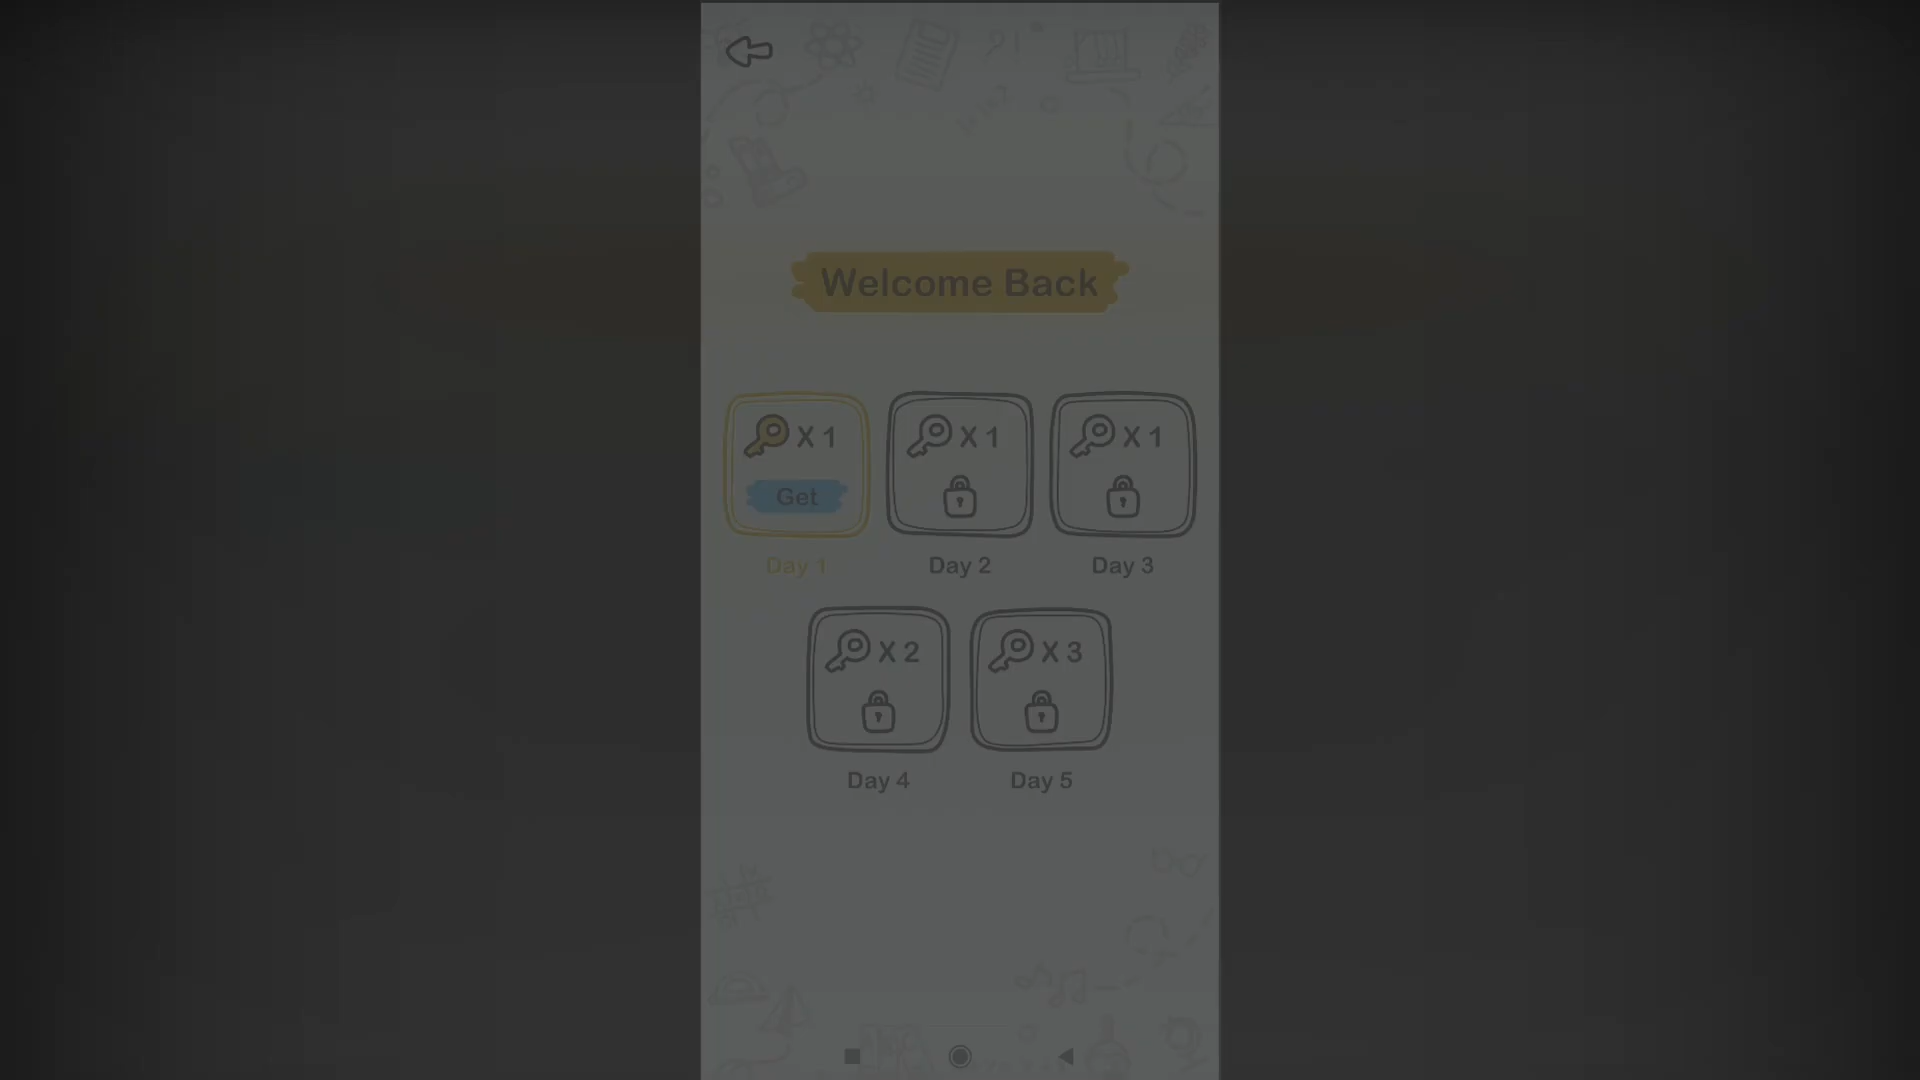 Welcome Back
X 1
X 1
X 1
Get
Day 1
Day 2
Day 3
X 2
X 3
Day 4
Day 5